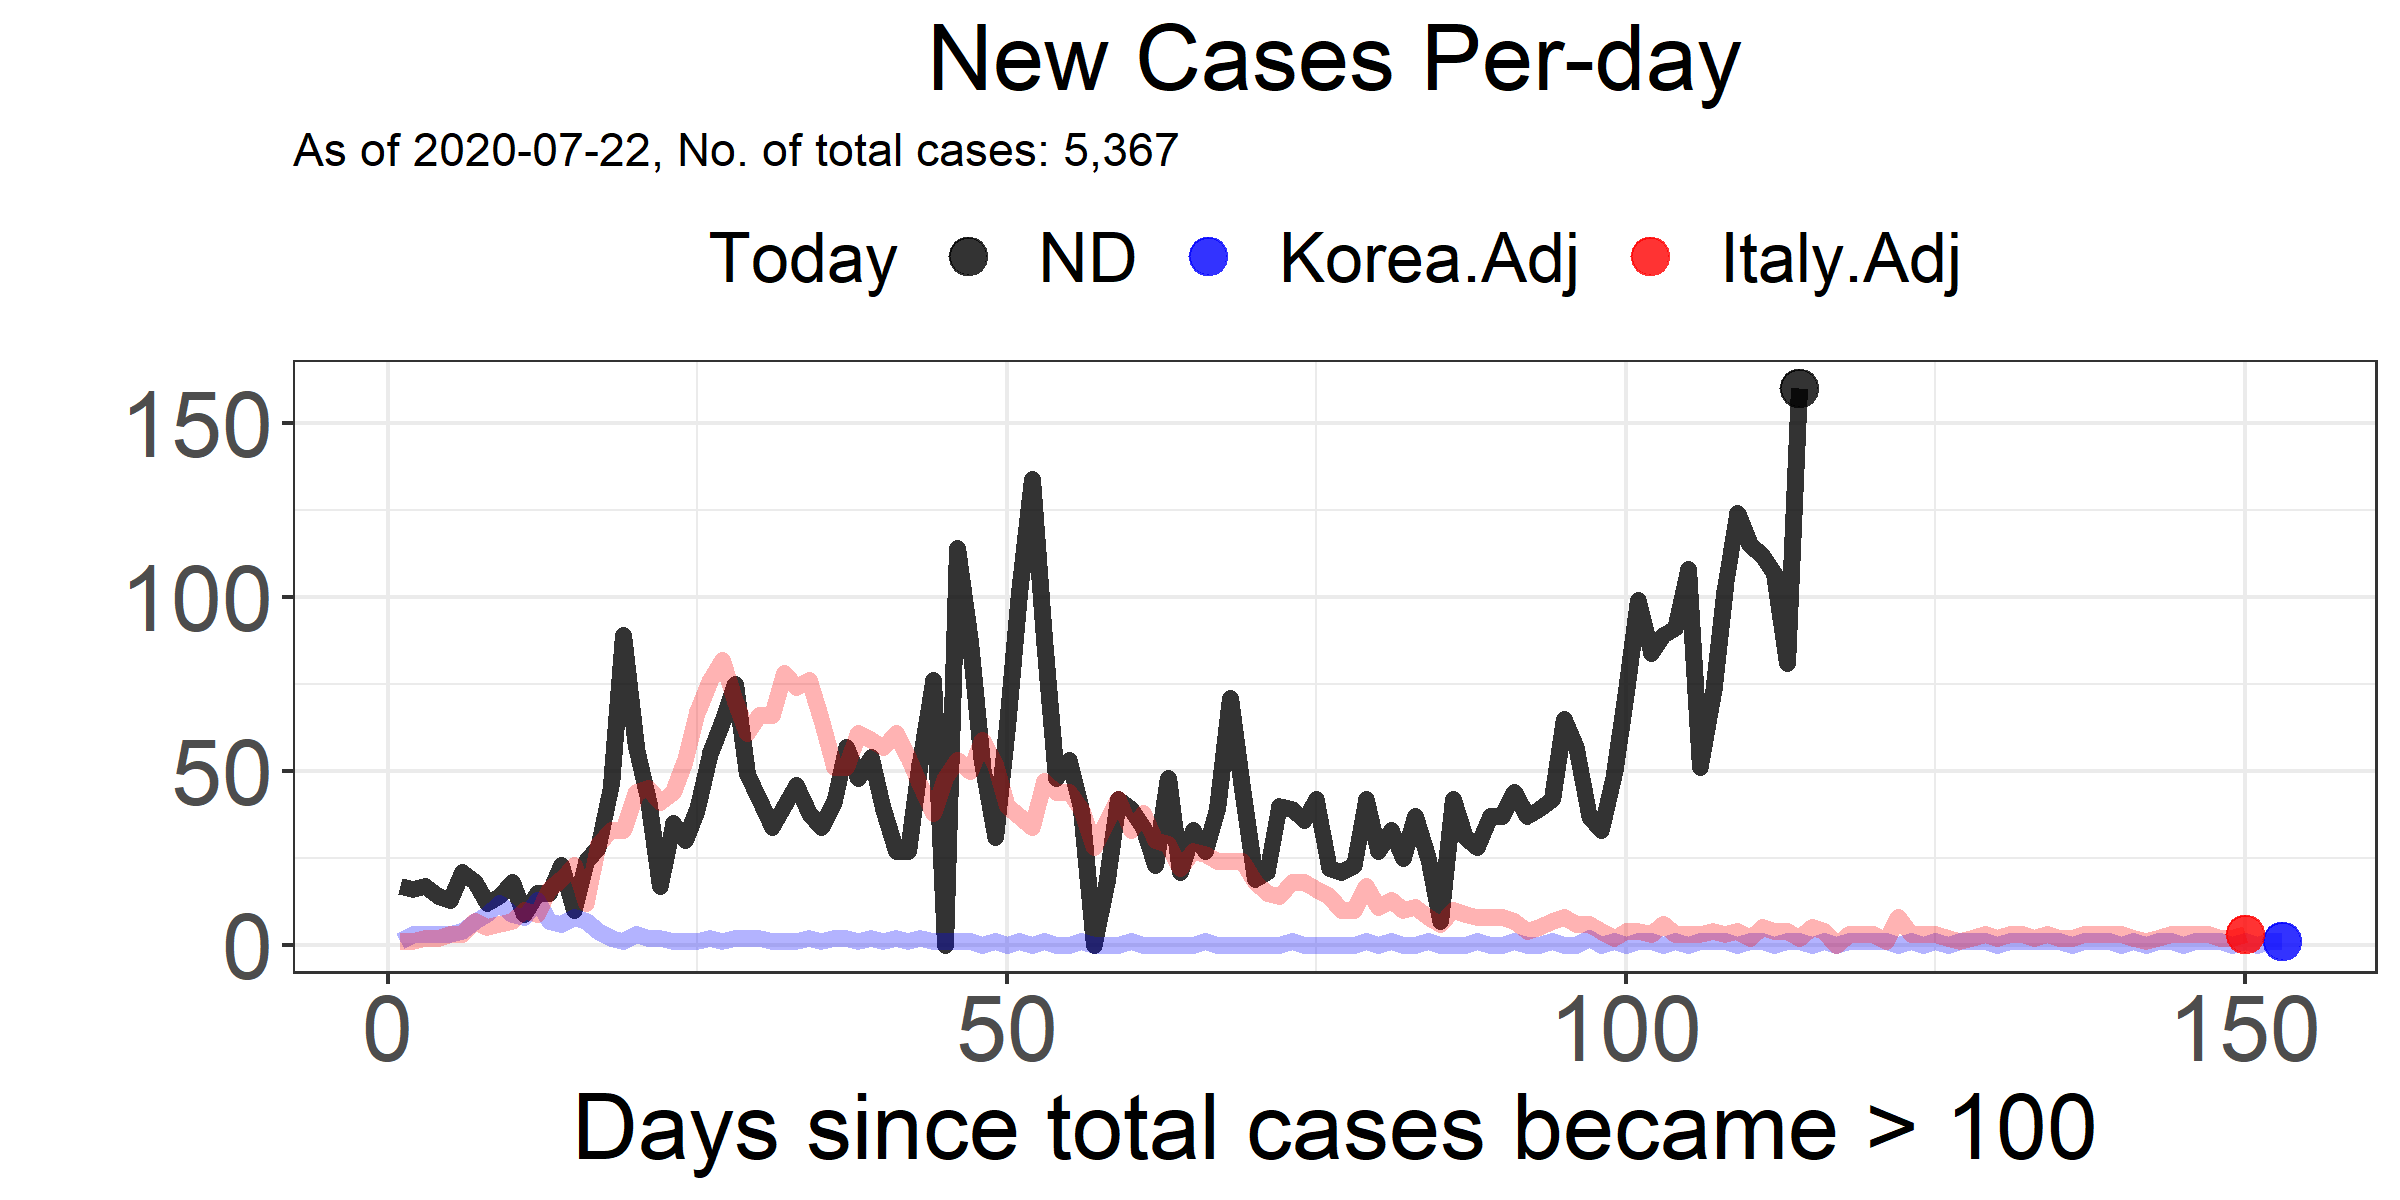 New Cases Per-day
As of 2020-07-22, No. of total cases: 5,367
Today ND Korea.Adj Italy.Adj
150
100
50
0
0 50 100 150
Days since total cases became > 100